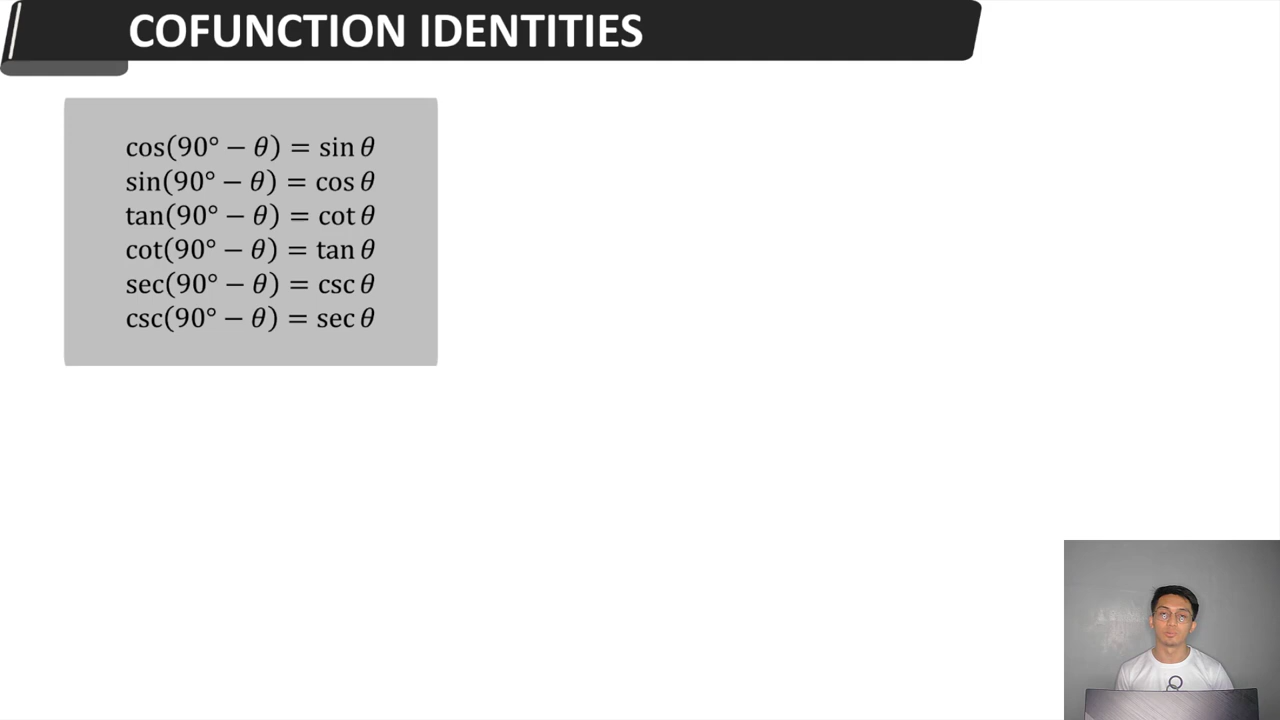 COFUNCTION IDENTITIES
cos(90° − θ) = sin θ
sin(90° − θ) = cos θ
tan(90° − θ) = cot θ
cot(90° − θ) = tan θ
sec(90° − θ) = csc θ
csc(90° − θ) = sec θ